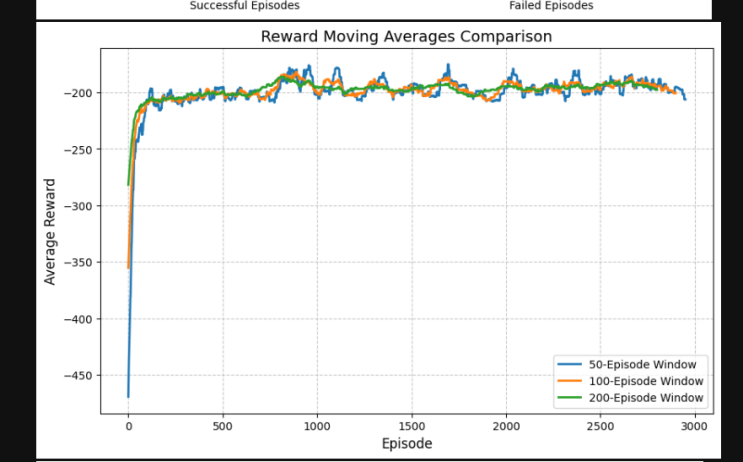 Successful Episodes Failed Episodes
Reward Moving Averages Comparison
Average Reward
−200
−250
−300
−350
−400
−450
50-Episode Window
100-Episode Window
200-Episode Window
0 500 1000 1500 2000 2500 3000
Episode